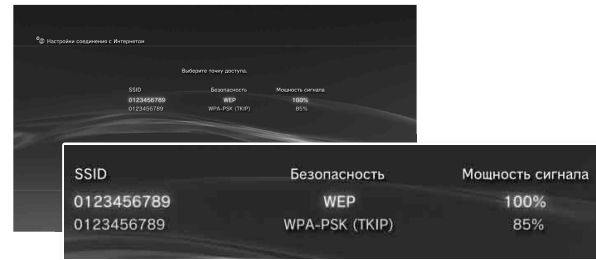 Настройки соединения с Интернетом
Выберите точку доступа.
SSID Безопасность Мощность сигнала
0123456789 WEP 100%
0123456789 WPA-PSK (TKIP) 85%
SSID Безопасность Мощность сигнала
0123456789 WEP 100%
0123456789 WPA-PSK (TKIP) 85%